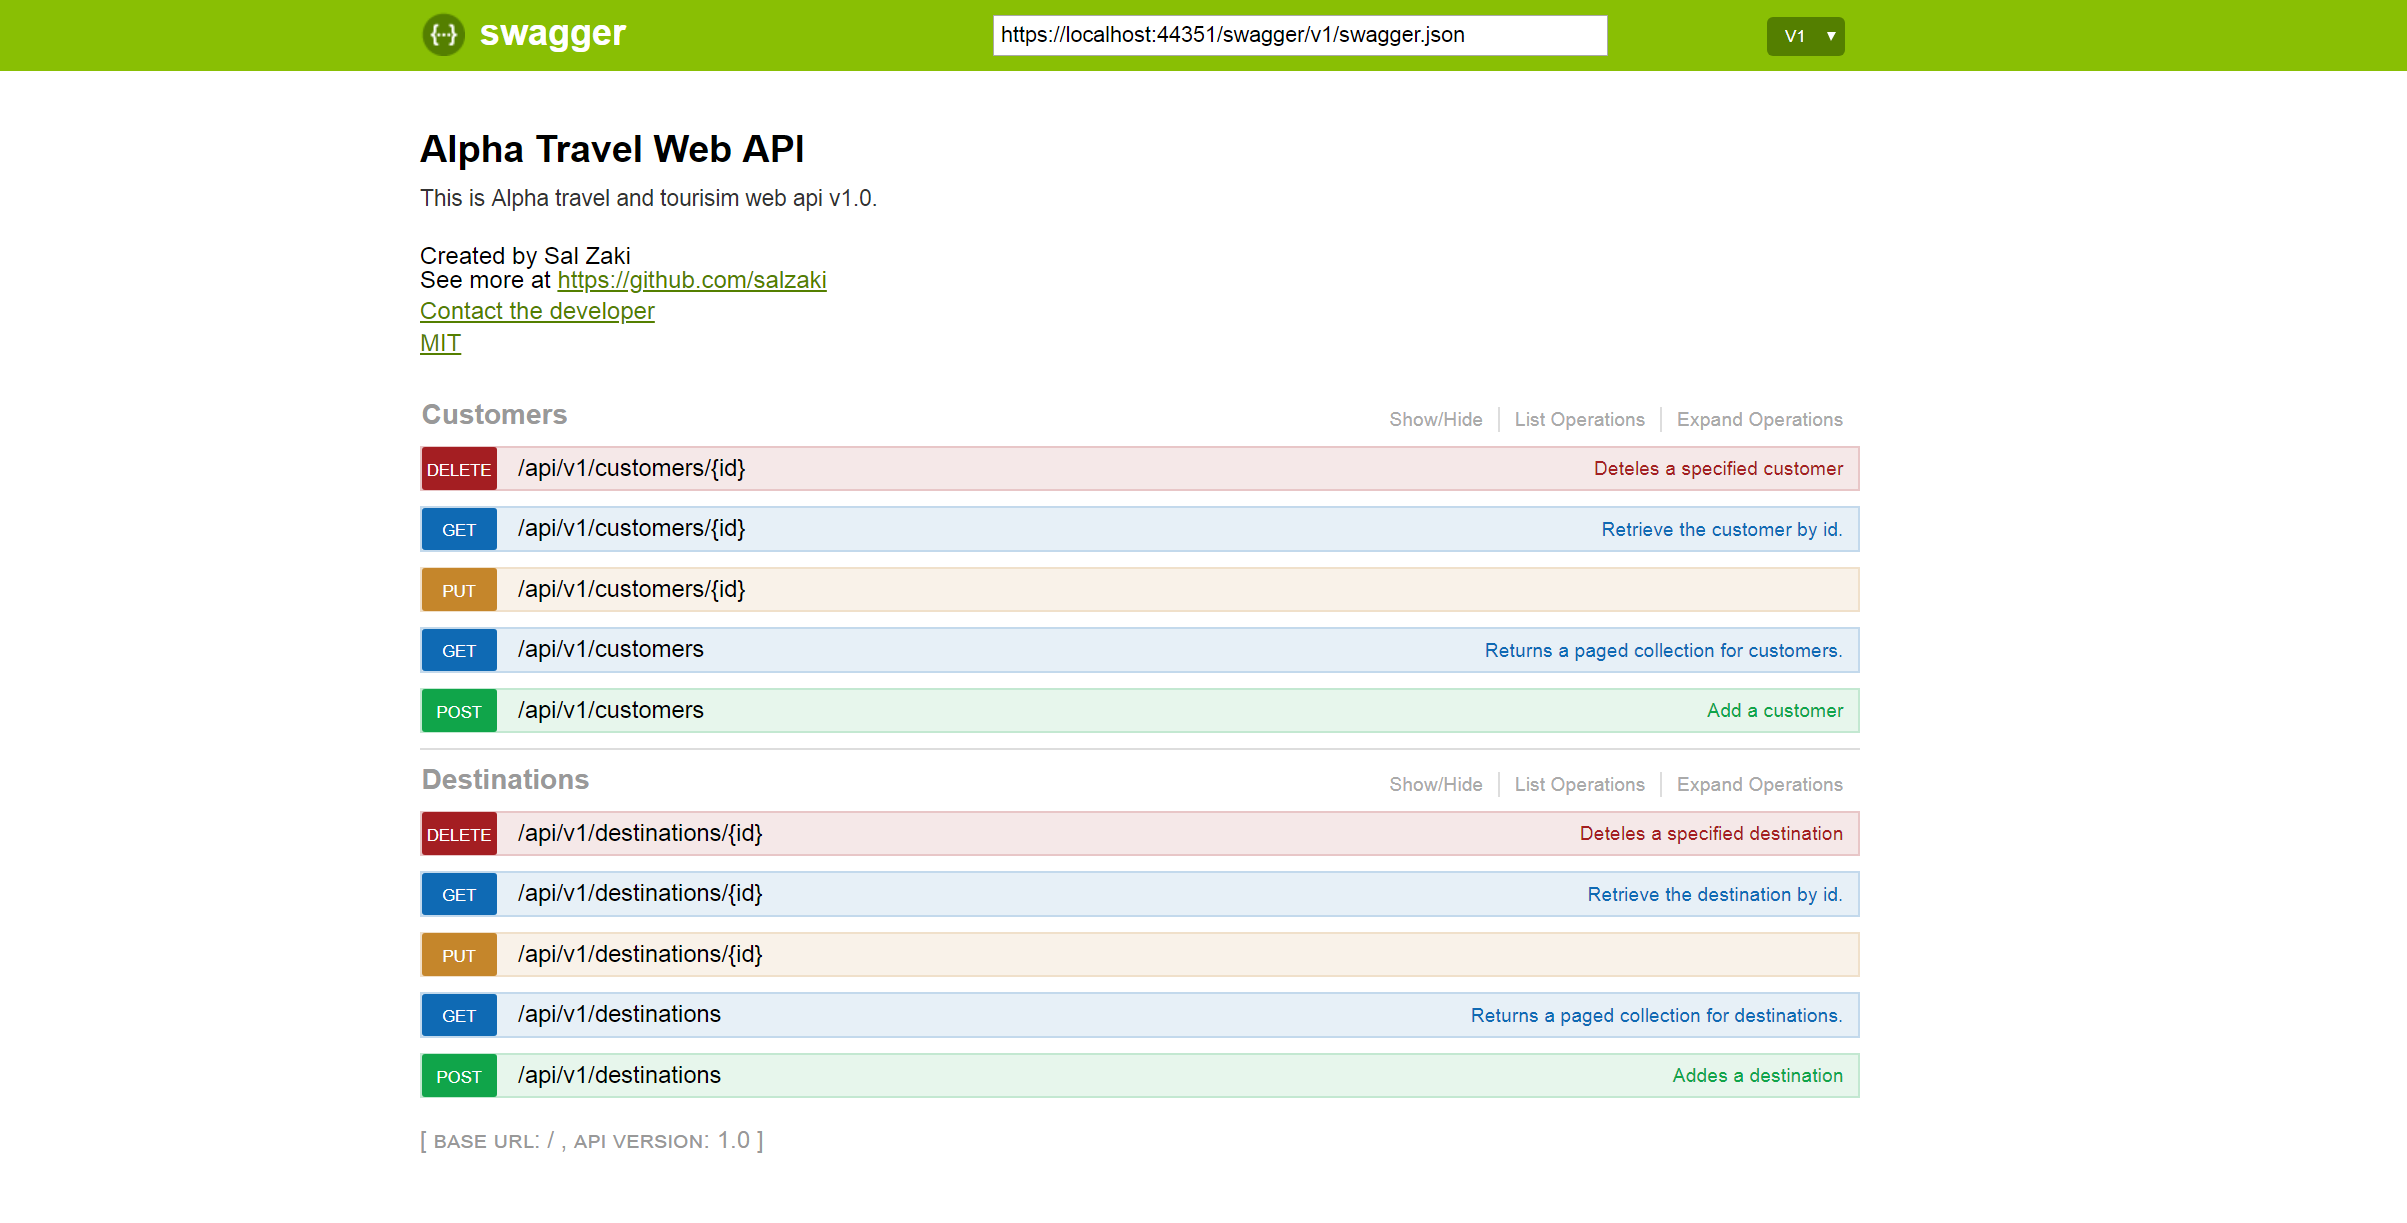 {···} swagger https://localhost:44351/swagger/v1/swagger.json V1 ▼
Alpha Travel Web API
This is Alpha travel and tourisim web api v1.0.
Created by Sal Zaki
See more at https://github.com/salzaki
Contact the developer
MIT
Customers Show/Hide List Operations Expand Operations
DELETE /api/v1/customers/{id} Deteles a specified customer
GET /api/v1/customers/{id} Retrieve the customer by id.
PUT /api/v1/customers/{id}
GET /api/v1/customers Returns a paged collection for customers.
POST /api/v1/customers Add a customer
Destinations Show/Hide List Operations Expand Operations
DELETE /api/v1/destinations/{id} Deteles a specified destination
GET /api/v1/destinations/{id} Retrieve the destination by id.
PUT /api/v1/destinations/{id}
GET /api/v1/destinations Returns a paged collection for destinations.
POST /api/v1/destinations Addes a destination
[ BASE URL: / , API VERSION: 1.0 ]